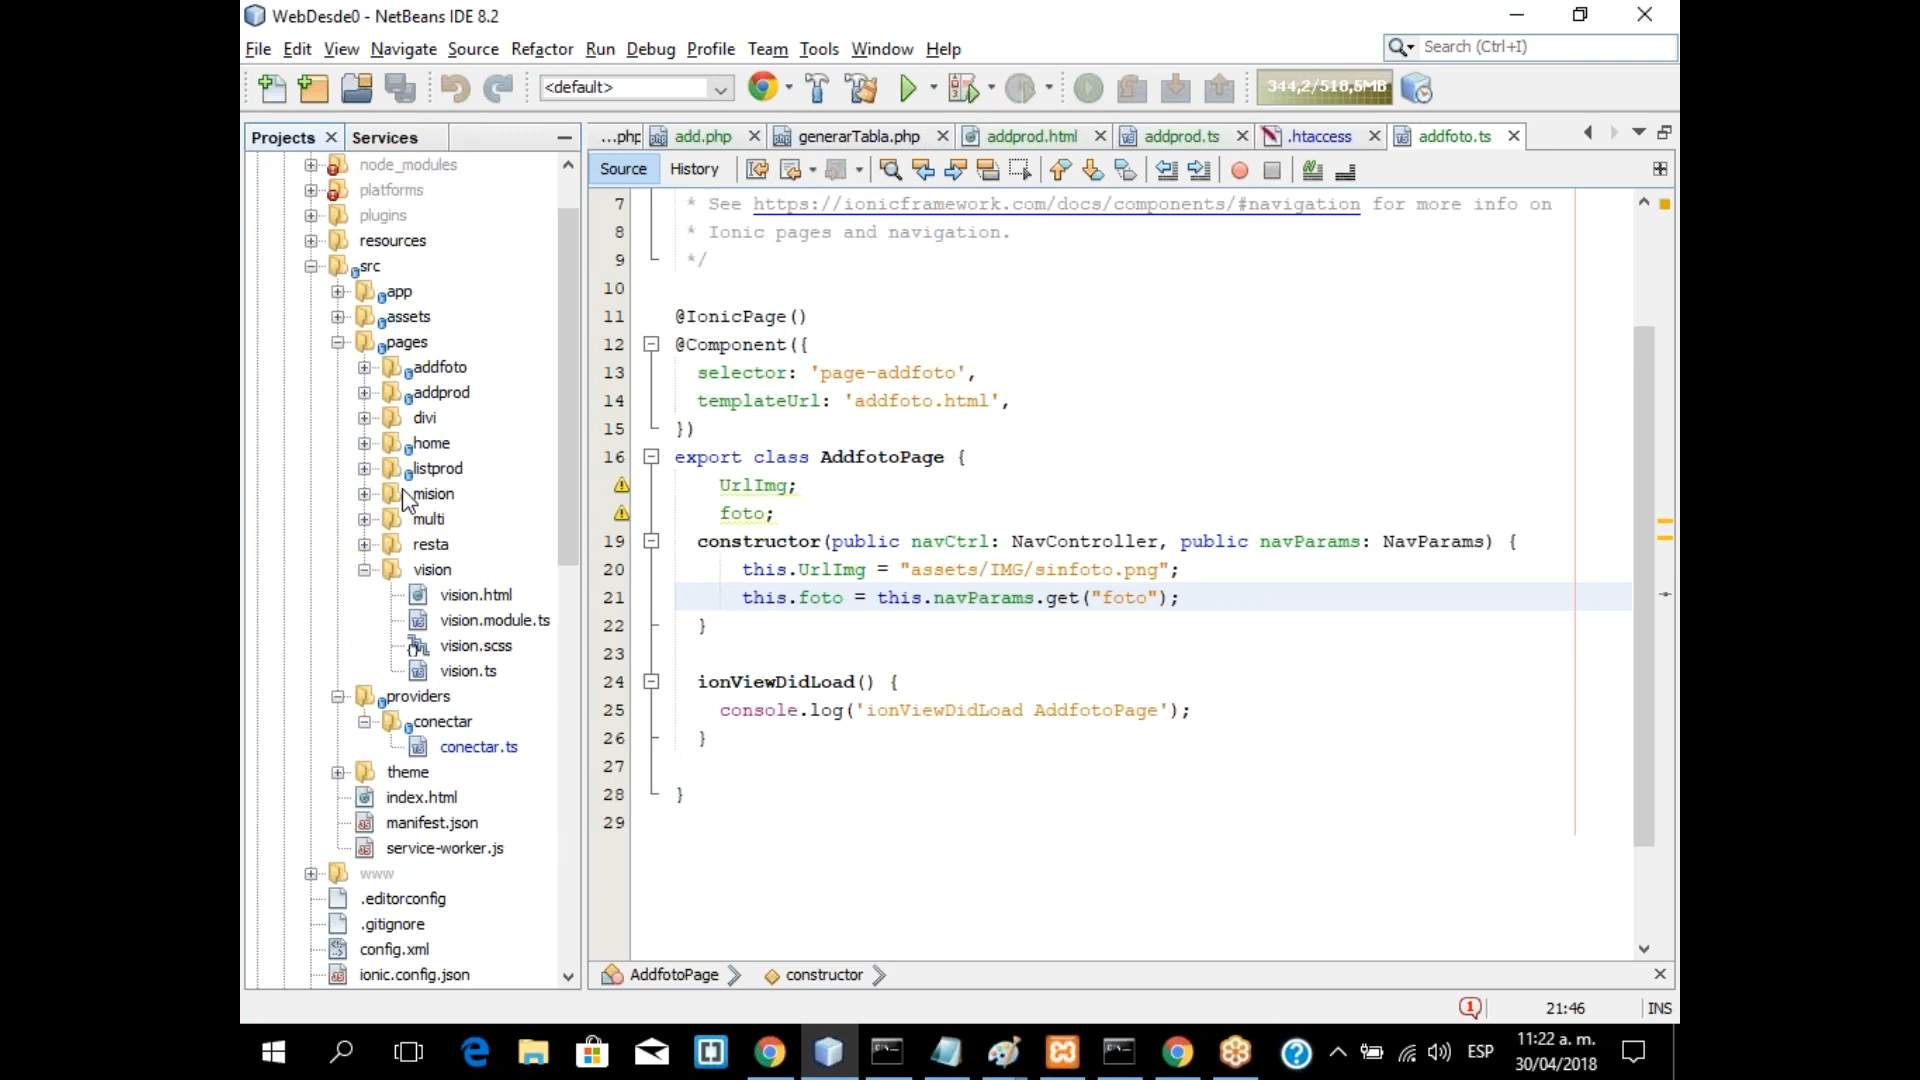 WebDesde0 - NetBeans IDE 8.2
File Edit View Navigate Source Refactor Run Debug Profile Team Tools Window Help
Search (Ctrl+I)
<default>
344,2/518,5MB
Projects
Services
...php
add.php
generarTabla.php
addprod.html
addprod.ts
.htaccess
addfoto.ts
Source
History
node_modules
platforms
plugins
resources
src
app
assets
pages
addfoto
addprod
divi
home
listprod
mision
multi
resta
vision
vision.html
vision.module.ts
vision.scss
vision.ts
providers
conectar
conectar.ts
theme
index.html
manifest.json
service-worker.js
www
.editorconfig
.gitignore
config.xml
ionic.config.json
7 * See https://ionicframework.com/docs/components/#navigation for more info on
8 * Ionic pages and navigation.
9 */
10
11 @IonicPage()
12 @Component({
13 selector: 'page-addfoto',
14 templateUrl: 'addfoto.html',
15 })
16 export class AddfotoPage {
UrlImg;
foto;
19 constructor(public navCtrl: NavController, public navParams: NavParams) {
20 this.UrlImg = "assets/IMG/sinfoto.png";
21 this.foto = this.navParams.get("foto");
22 }
23
24 ionViewDidLoad() {
25 console.log('ionViewDidLoad AddfotoPage');
26 }
27
28 }
29
AddfotoPage
constructor
1
21:46
INS
ESP
11:22 a. m.
30/04/2018